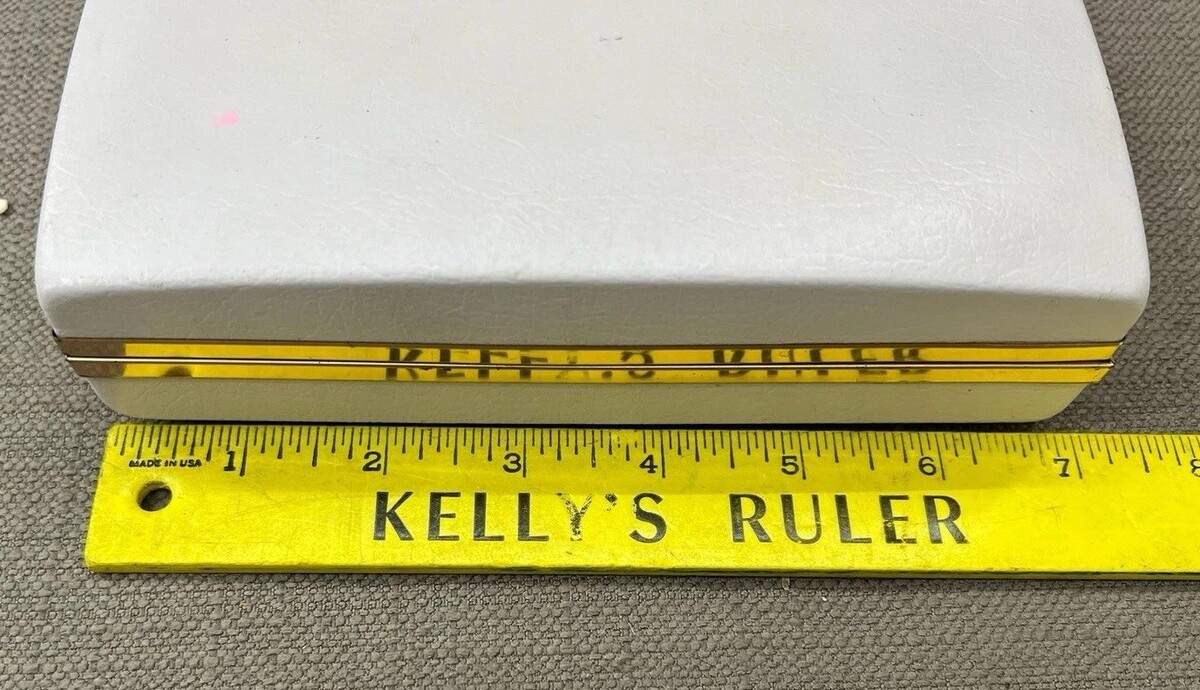 1 2 3 4 5 6 7 8
MADE IN USA
KELLY'S RULER